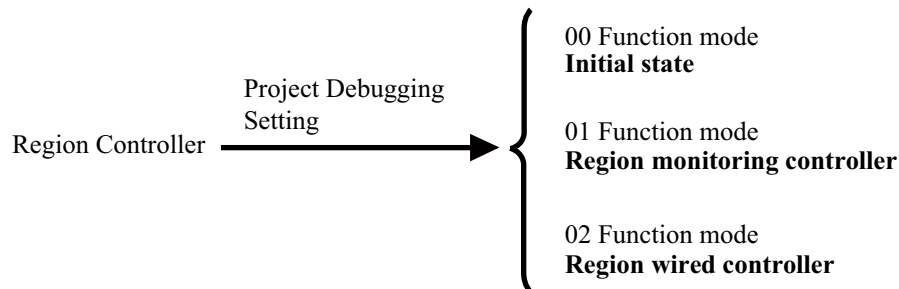 Region Controller
Project Debugging
Setting
00 Function mode
Initial state
01 Function mode
Region monitoring controller
02 Function mode
Region wired controller